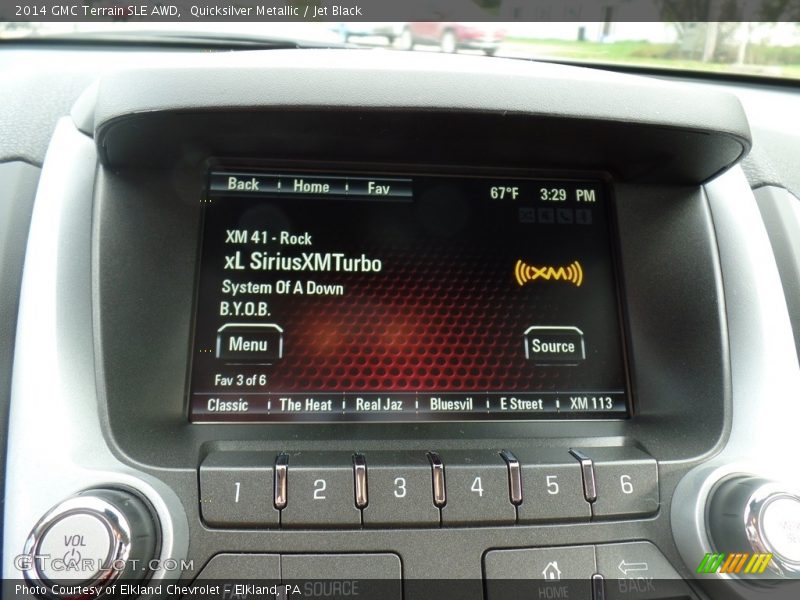 2014 GMC Terrain SLE AWD, Quicksilver Metallic / Jet Black
Back Home Fav 67°F 3:29 PM
XM 41 - Rock
xL SiriusXMTurbo
((XM))
System Of A Down
B.Y.O.B.
Menu Source
Fav 3 of 6
Classic The Heat Real Jaz Bluesvil E Street XM 113
1 2 3 4 5 6
VOL
GTCarLot.com
FAV SOURCE HOME BACK
Photo Courtesy of Elkland Chevrolet - Elkland, PA